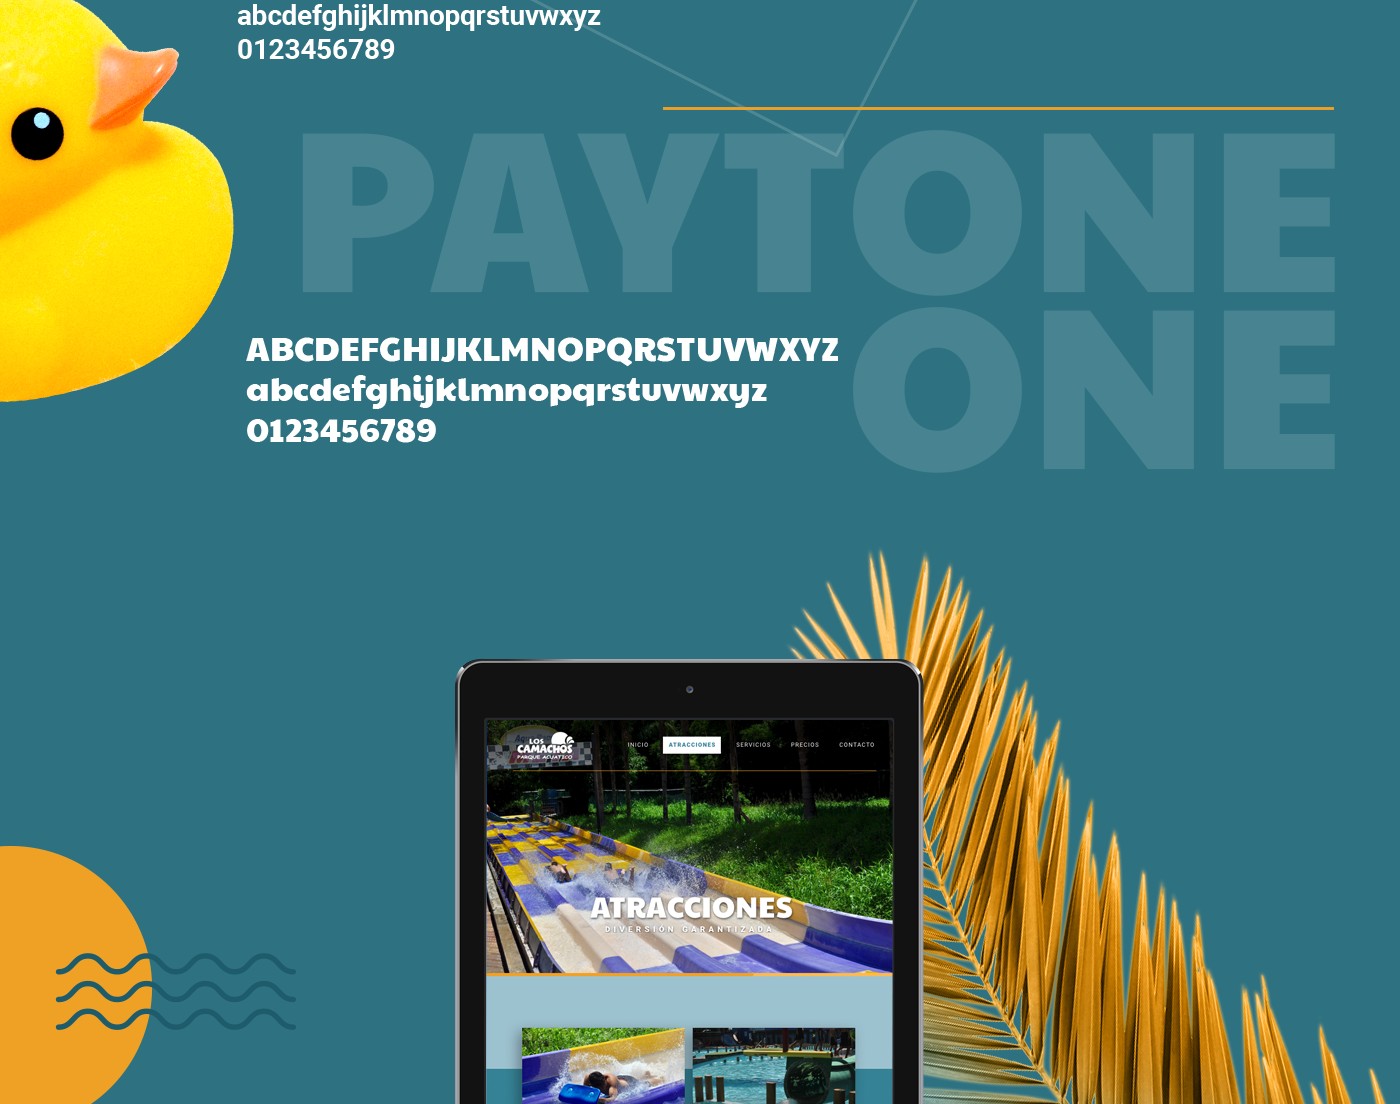 abcdefghijklmnopqrstuvwxyz
0123456789
PAYTONE
ONE
ABCDEFGHIJKLMNOPQRSTUVWXYZ
abcdefghijklmnopqrstuvwxyz
0123456789
LOS
CAMACHOS
PARQUE ACUATICO
INICIO ATRACCIONES SERVICIOS PRECIOS CONTACTO
ATRACCIONES
DIVERSIÓN GARANTIZADA